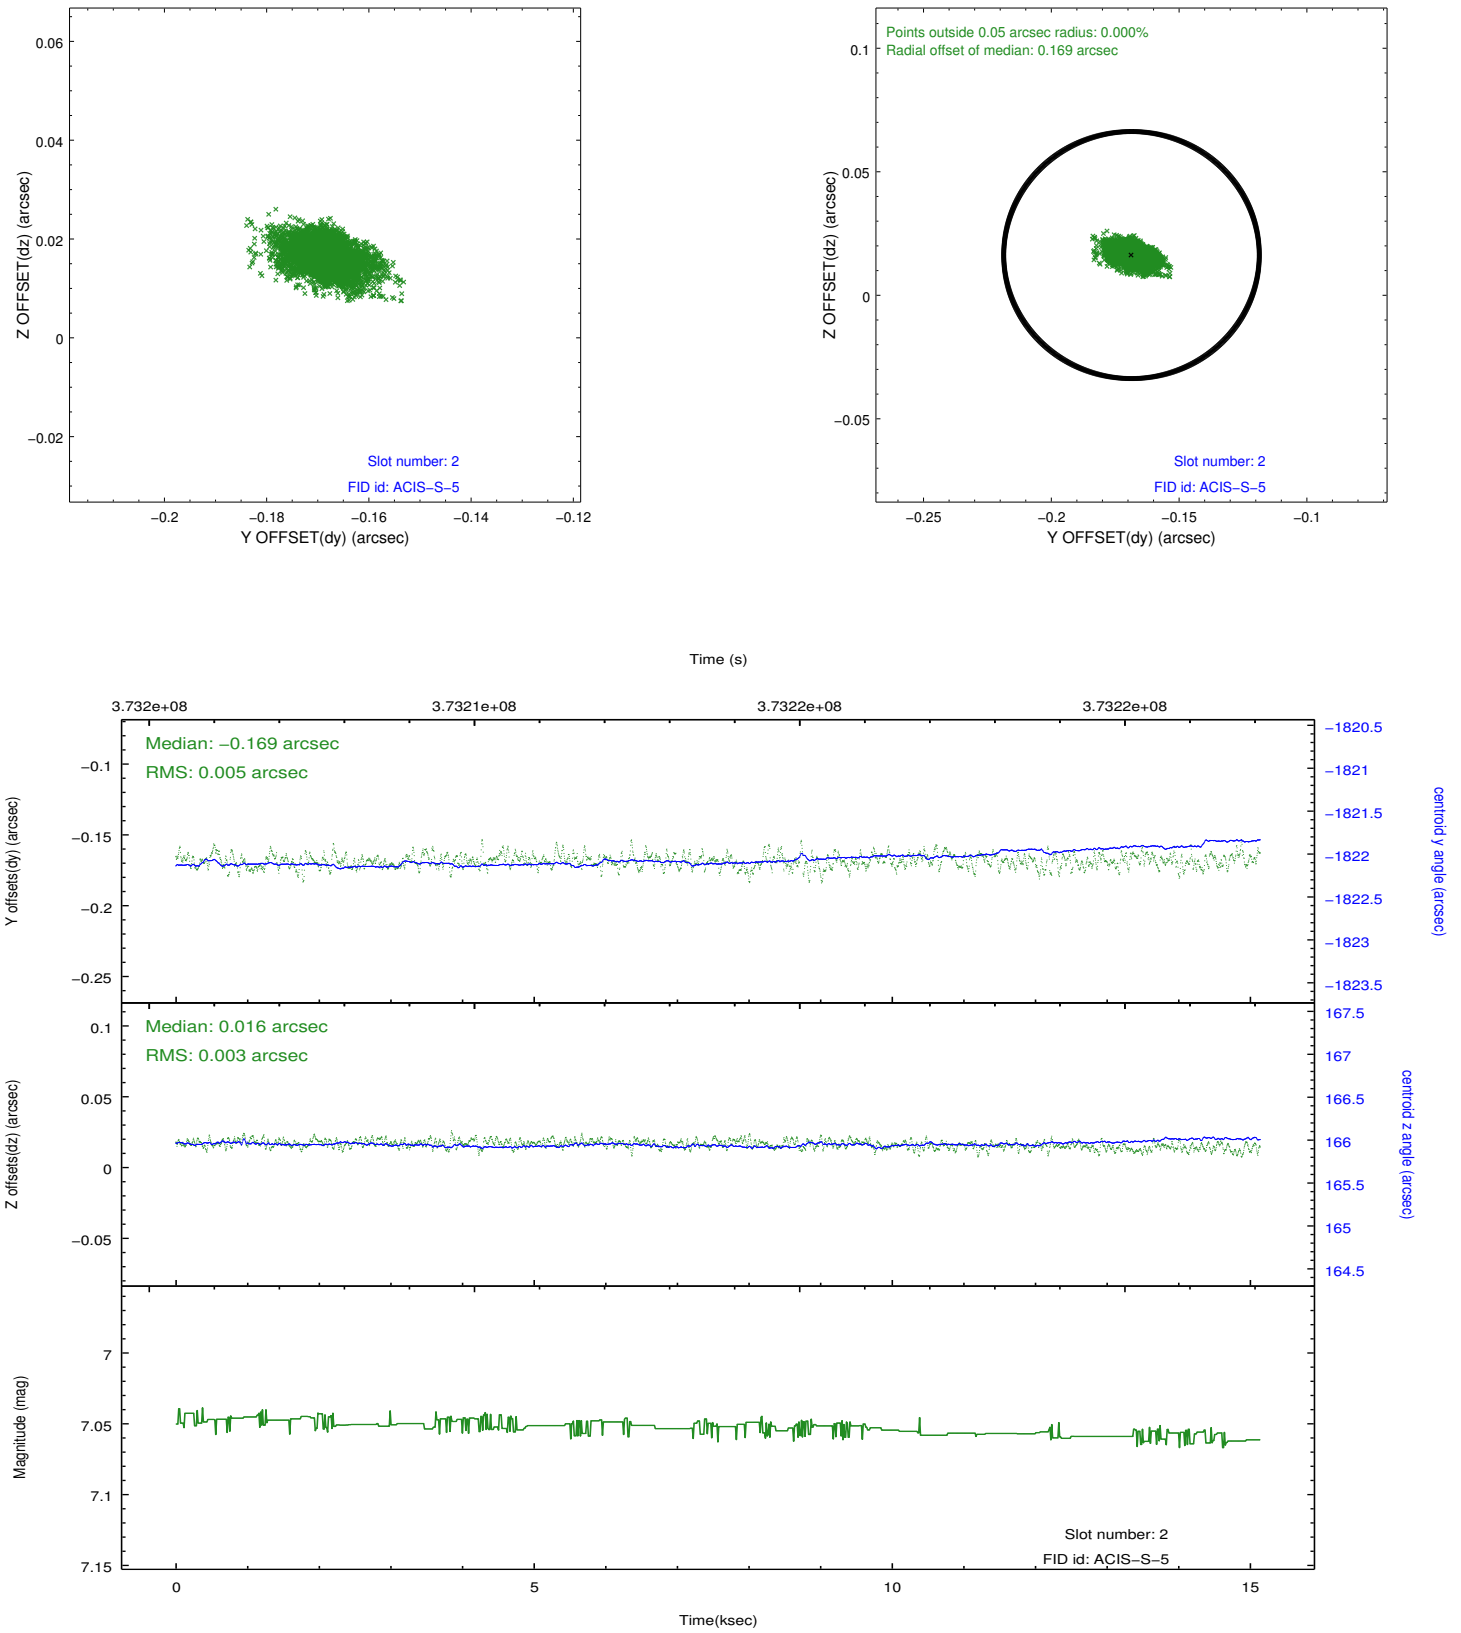 0.06
0.04
0.02
0
−0.02
Z OFFSET(dz) (arcsec)
Slot number: 2
FID id: ACIS−S−5
−0.2
−0.18
−0.16
−0.14
−0.12
Y OFFSET(dy) (arcsec)
Points outside 0.05 arcsec radius: 0.000%
Radial offset of median: 0.169 arcsec
0.1
0.05
0
−0.05
Z OFFSET(dz) (arcsec)
Slot number: 2
FID id: ACIS−S−5
−0.25
−0.2
−0.15
−0.1
Y OFFSET(dy) (arcsec)
Time (s)
3.732e+08
3.7321e+08
3.7322e+08
3.7322e+08
Median: −0.169 arcsec
RMS: 0.005 arcsec
−0.1
−0.15
−0.2
−0.25
Y offsets(dy) (arcsec)
−1820.5
−1821
−1821.5
−1822
−1822.5
−1823
−1823.5
centroid y angle (arcsec)
Median: 0.016 arcsec
RMS: 0.003 arcsec
0.1
0.05
0
−0.05
Z offsets(dz) (arcsec)
167.5
167
166.5
166
165.5
165
164.5
centroid z angle (arcsec)
7
7.05
7.1
7.15
Magnitude (mag)
Slot number: 2
FID id: ACIS−S−5
0
5
10
15
Time(ksec)